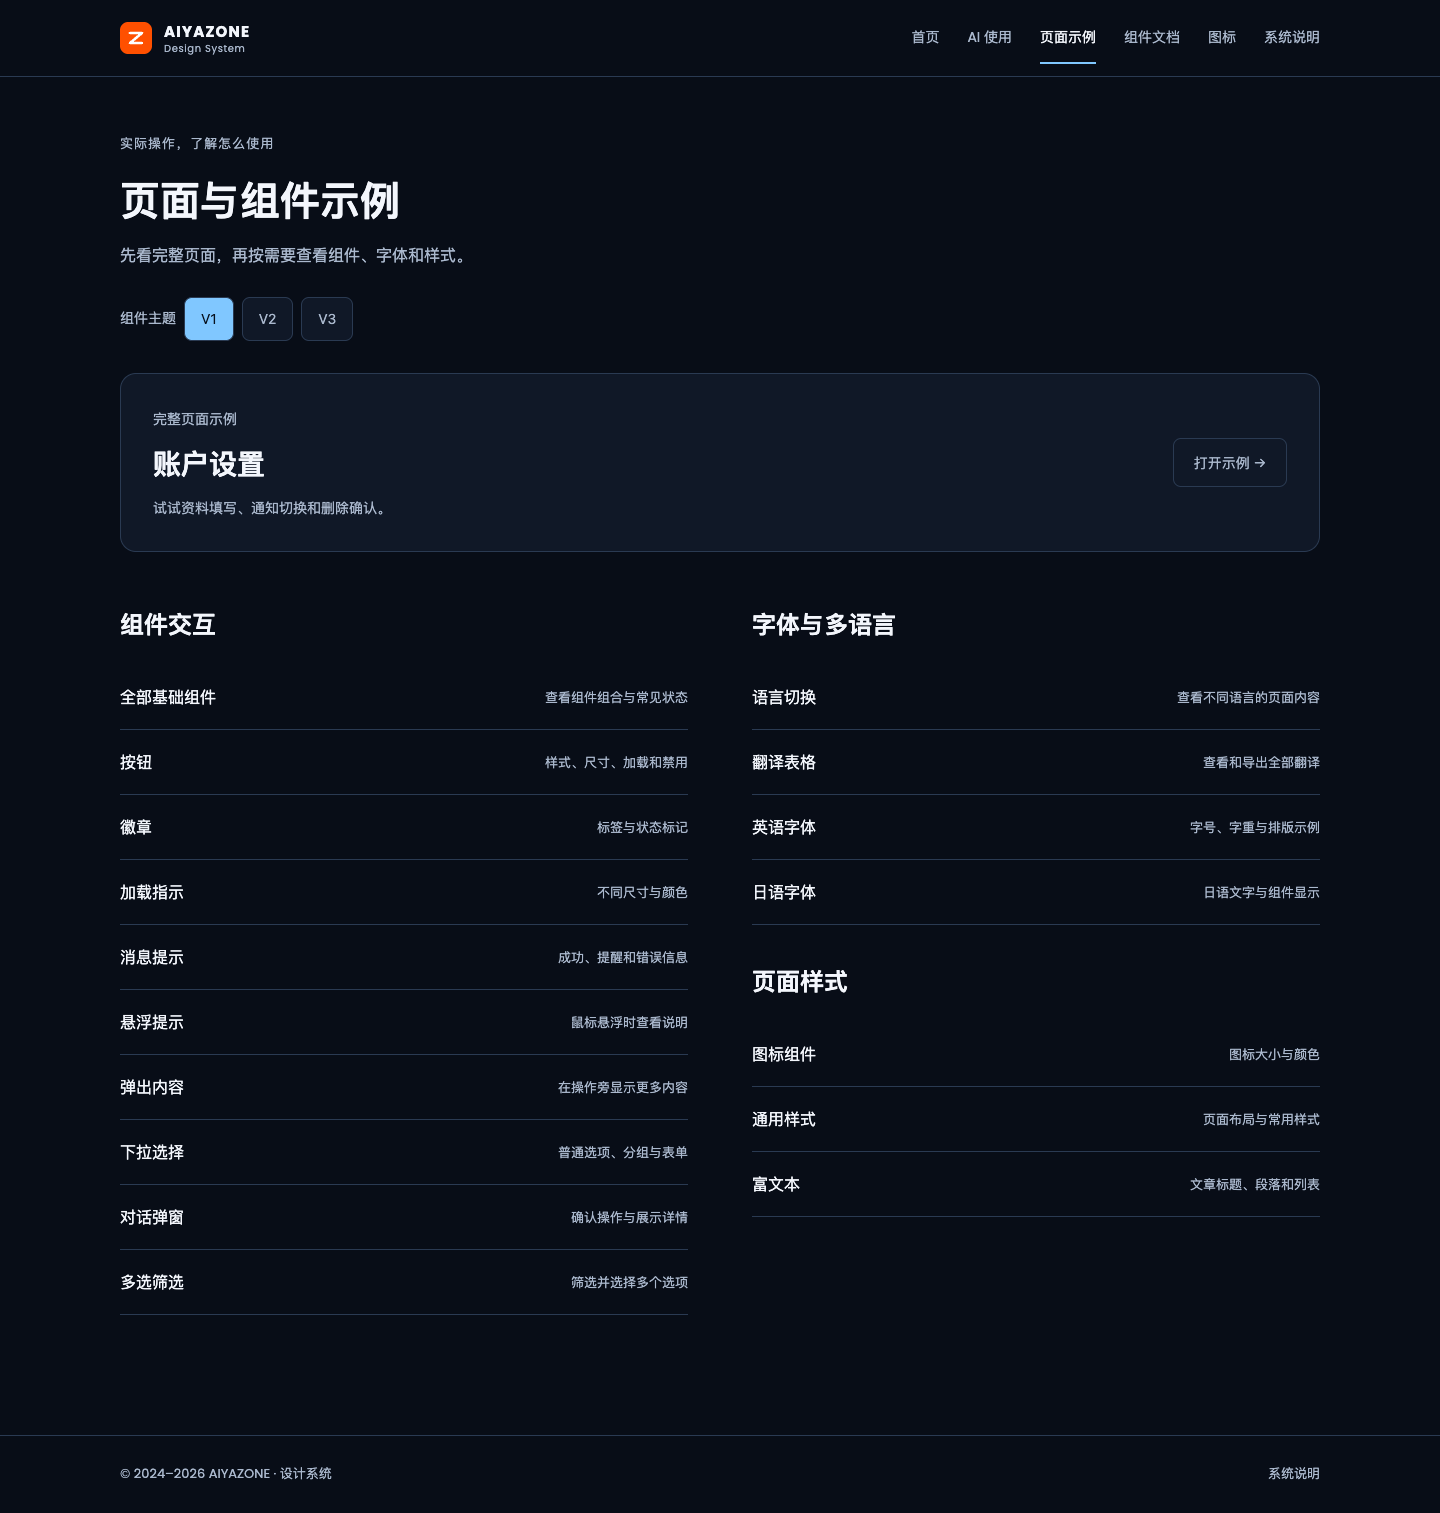 AIYAZONE
Design System
首页
AI 使用
页面示例
组件文档
图标
系统说明
实际操作，了解怎么使用
页面与组件示例
先看完整页面，再按需要查看组件、字体和样式。
组件主题
V1
V2
V3
完整页面示例
账户设置
试试资料填写、通知切换和删除确认。
打开示例 →
组件交互
全部基础组件
查看组件组合与常见状态
按钮
样式、尺寸、加载和禁用
徽章
标签与状态标记
加载指示
不同尺寸与颜色
消息提示
成功、提醒和错误信息
悬浮提示
鼠标悬浮时查看说明
弹出内容
在操作旁显示更多内容
下拉选择
普通选项、分组与表单
对话弹窗
确认操作与展示详情
多选筛选
筛选并选择多个选项
字体与多语言
语言切换
查看不同语言的页面内容
翻译表格
查看和导出全部翻译
英语字体
字号、字重与排版示例
日语字体
日语文字与组件显示
页面样式
图标组件
图标大小与颜色
通用样式
页面布局与常用样式
富文本
文章标题、段落和列表
© 2024–2026 AIYAZONE · 设计系统
系统说明